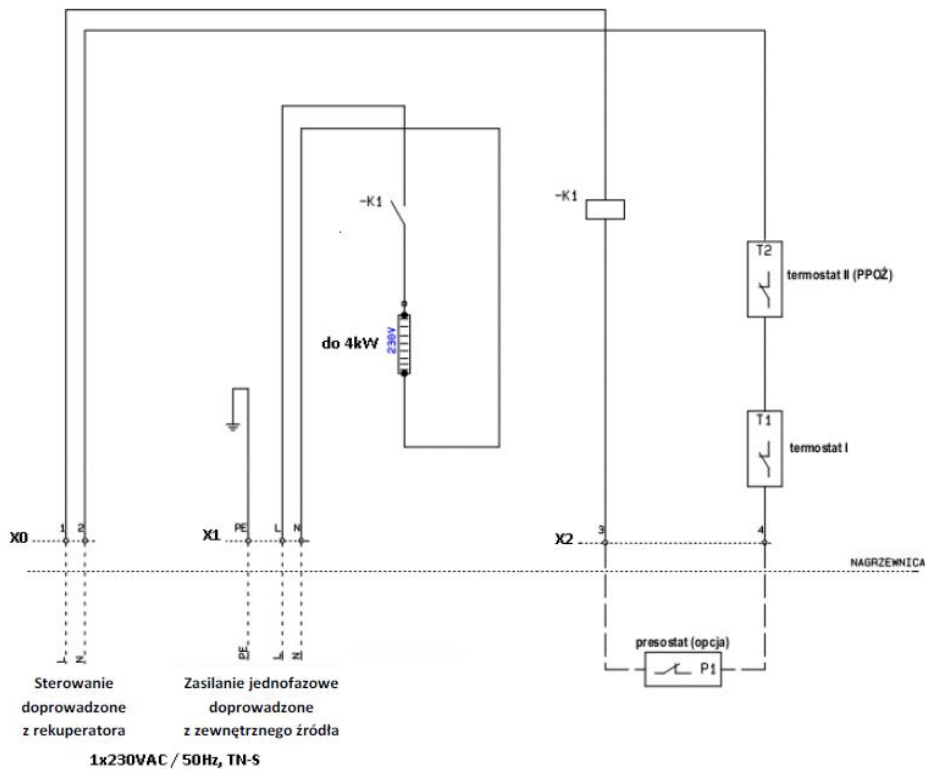 -K1
-K1
T2
termostat II (PPOŻ)
do 4kW
230V
T1
termostat I
X0
1
2
X1
PE
L
N
X2
3
4
NAGRZEWNICA
L
N
PE
L
N
presostat (opcja)
P1
Sterowanie
doprowadzone
z rekuperatora
Zasilanie jednofazowe
doprowadzone
z zewnętrznego źródła
1x230VAC / 50Hz, TN-S